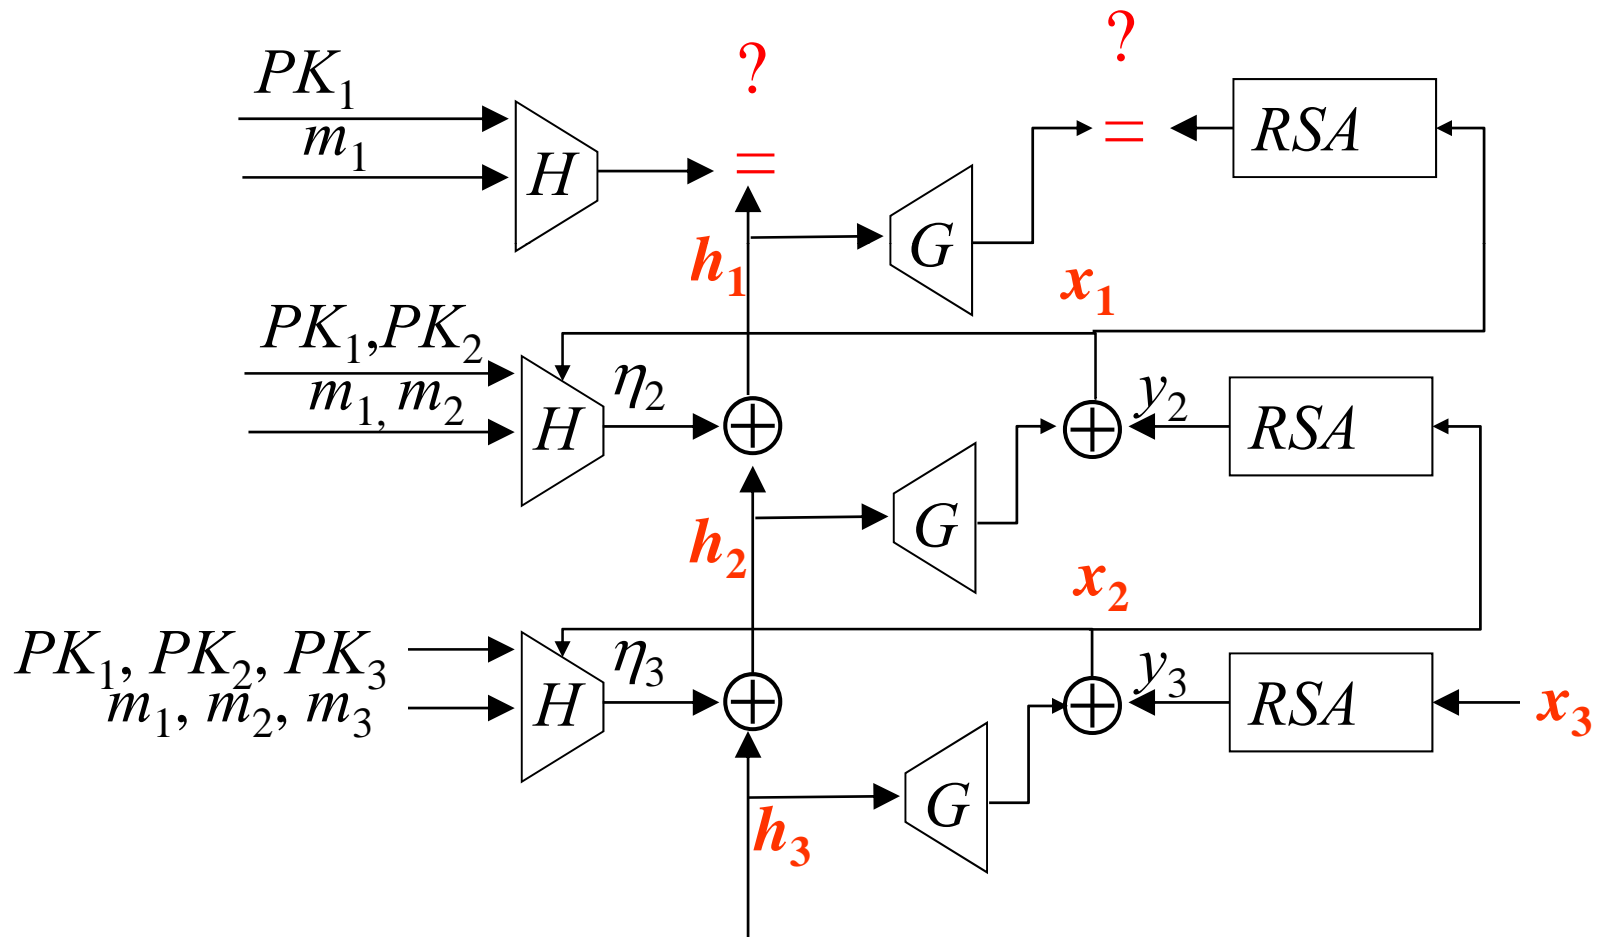 ?
?
PK₁
m₁
H
=
=
RSA
h₁
G
x₁
PK₁,PK₂
m₁, m₂
H
η₂
⊕
G
⊕
y₂
RSA
h₂
x₂
PK₁, PK₂, PK₃
m₁, m₂, m₃
H
η₃
⊕
⊕
y₃
RSA
x₃
h₃
G